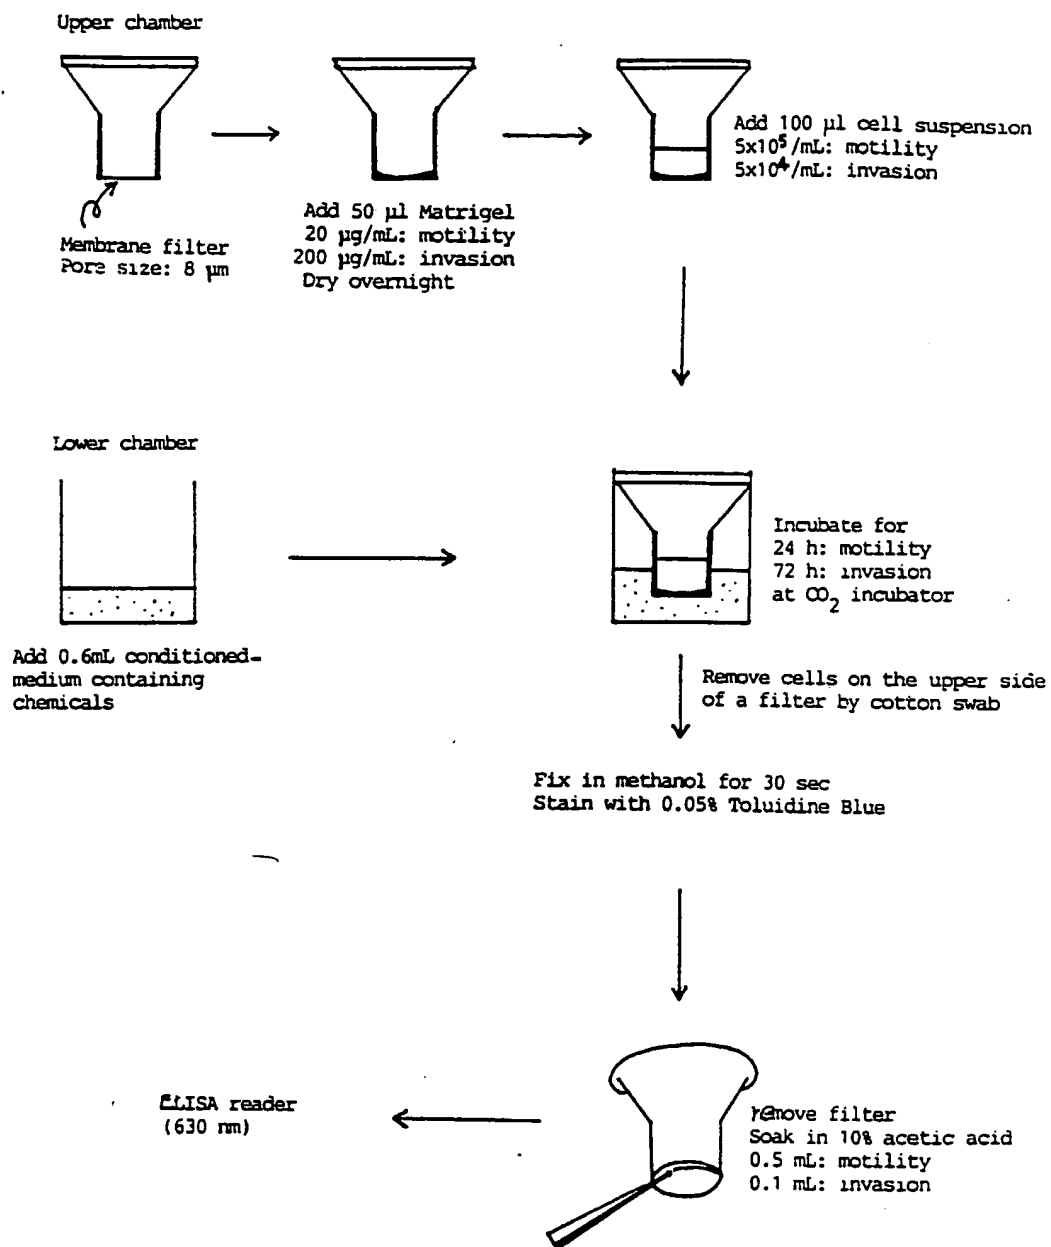 Upper chamber
Membrane filter
Pore size: 8 µm
Add 50 µl Matrigel
20 µg/mL: motility
200 µg/mL: invasion
Dry overnight
Add 100 µl cell suspension
5x10⁵/mL: motility
5x10⁴/mL: invasion
Lower chamber
Add 0.6mL conditioned-
medium containing
chemicals
Incubate for
24 h: motility
72 h: invasion
at CO₂ incubator
Remove cells on the upper side
of a filter by cotton swab
Fix in methanol for 30 sec
Stain with 0.05% Toluidine Blue
remove filter
Soak in 10% acetic acid
0.5 mL: motility
0.1 mL: invasion
ELISA reader
(630 nm)